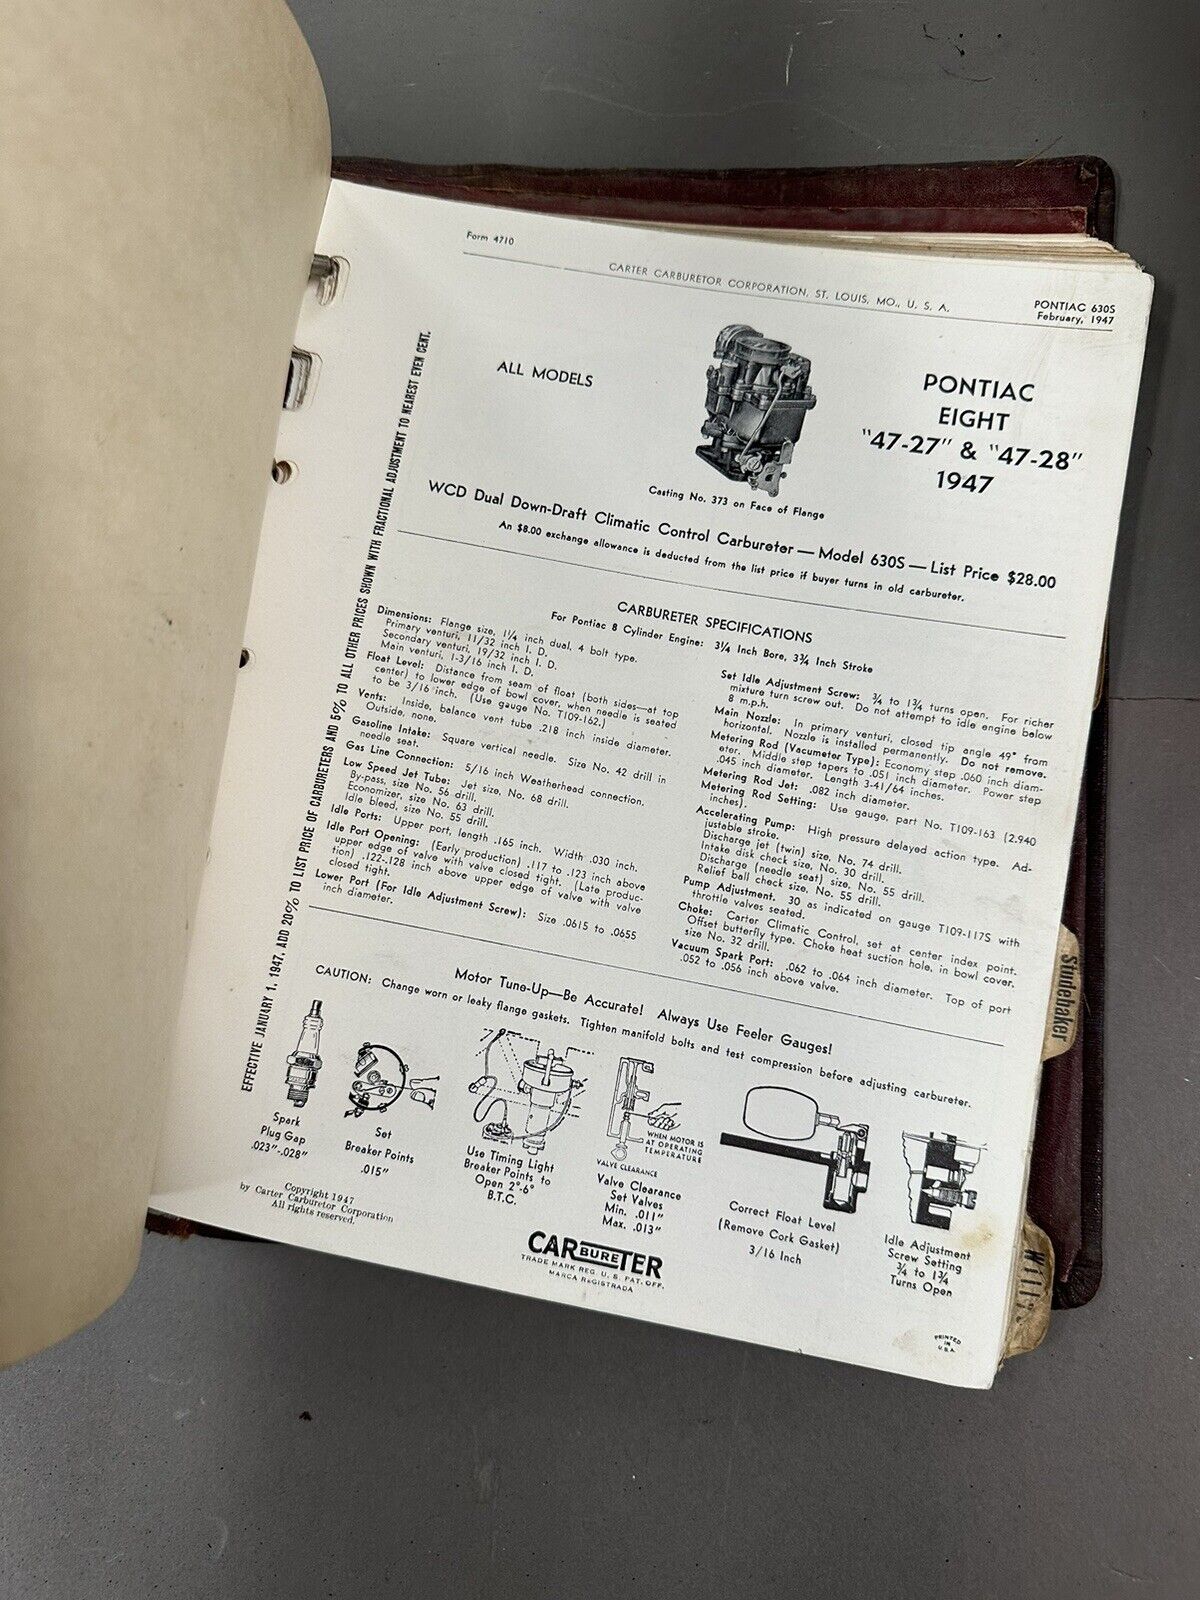 Form 4710
CARTER CARBURETOR CORPORATION, ST. LOUIS, MO., U. S. A.
PONTIAC 630S
February, 1947
ALL MODELS
PONTIAC
EIGHT
"47-27" & "47-28"
1947
Casting No. 373 on Face of Flange
WCD Dual Down-Draft Climatic Control Carbureter — Model 630S — List Price $28.00
An $8.00 exchange allowance is deducted from the list price if buyer turns in old carbureter.
EFFECTIVE JANUARY 1, 1947, ADD 20% TO LIST PRICE OF CARBURETERS AND 5% TO ALL OTHER PRICES SHOWN WITH FRACTIONAL ADJUSTMENT TO NEAREST EVEN CENT.
CARBURETER SPECIFICATIONS
For Pontiac 8 Cylinder Engine: 3¼ Inch Bore, 3¾ Inch Stroke
Dimensions: Flange size, 1¼ inch dual, 4 bolt type.
Primary venturi, 11/32 inch I. D.
Secondary venturi, 19/32 inch I. D.
Main venturi, 1-3/16 inch I. D.
Float Level: Distance from seam of float (both sides—at top
center) to lower edge of bowl cover, when needle is seated
to be 3/16 inch. (Use gauge No. T109-162.)
Vents: Inside, balance vent tube .218 inch inside diameter.
Outside, none.
Gasoline Intake: Square vertical needle. Size No. 42 drill in
needle seat.
Gas Line Connection: 5/16 inch Weatherhead connection.
Low Speed Jet Tube: Jet size, No. 68 drill.
By-pass, size No. 56 drill.
Economizer, size No. 63 drill.
Idle bleed, size No. 55 drill.
Idle Ports: Upper port, length .165 inch. Width .030 inch.
Idle Port Opening: (Early production) .117 to .123 inch above
upper edge of valve with valve closed tight. (Late produc-
tion) .122-.128 inch above upper edge of valve with valve
closed tight.
Lower Port (For Idle Adjustment Screw): Size .0615 to .0655
inch diameter.
Set Idle Adjustment Screw: ¾ to 1¾ turns open. For richer
mixture turn screw out. Do not attempt to idle engine below
8 m.p.h.
Main Nozzle: In primary venturi, closed tip angle 49° from
horizontal. Nozzle is installed permanently. Do not remove.
Metering Rod (Vacumeter Type): Economy step .060 inch diam-
eter. Middle step tapers to .051 inch diameter. Power step
.045 inch diameter. Length 3-41/64 inches.
Metering Rod Jet: .082 inch diameter.
Metering Rod Setting: Use gauge, part No. T109-163 (2.940
inches).
Accelerating Pump: High pressure delayed action type. Ad-
justable stroke.
Discharge jet (twin) size, No. 74 drill.
Intake disk check size, No. 30 drill.
Discharge (needle seat) size, No. 55 drill.
Relief ball check size, No. 55 drill.
Pump Adjustment. 30 as indicated on gauge T109-117S with
throttle valves seated.
Choke: Carter Climatic Control, set at center index point.
Offset butterfly type. Choke heat suction hole, in bowl cover,
size No. 32 drill.
Vacuum Spark Port: .062 to .064 inch diameter. Top of port
.052 to .056 inch above valve.
Motor Tune-Up—Be Accurate! Always Use Feeler Gauges!
CAUTION: Change worn or leaky flange gaskets. Tighten manifold bolts and test compression before adjusting carbureter.
Spark
Plug Gap
.023"-.028"
Set
Breaker Points
.015"
Use Timing Light
Breaker Points to
Open 2°-6°
B.T.C.
WHEN MOTOR IS
AT OPERATING
TEMPERATURE
VALVE CLEARANCE
Valve Clearance
Set Valves
Min. .011"
Max. .013"
Correct Float Level
(Remove Cork Gasket)
3/16 Inch
Idle Adjustment
Screw Setting
¾ to 1¾
Turns Open
Copyright 1947
by Carter Carburetor Corporation
All rights reserved.
CARBURETER
TRADE MARK REG. U. S. PAT. OFF.
MARCA REGISTRADA
PRINTED
IN
U.S.A.
Studebaker